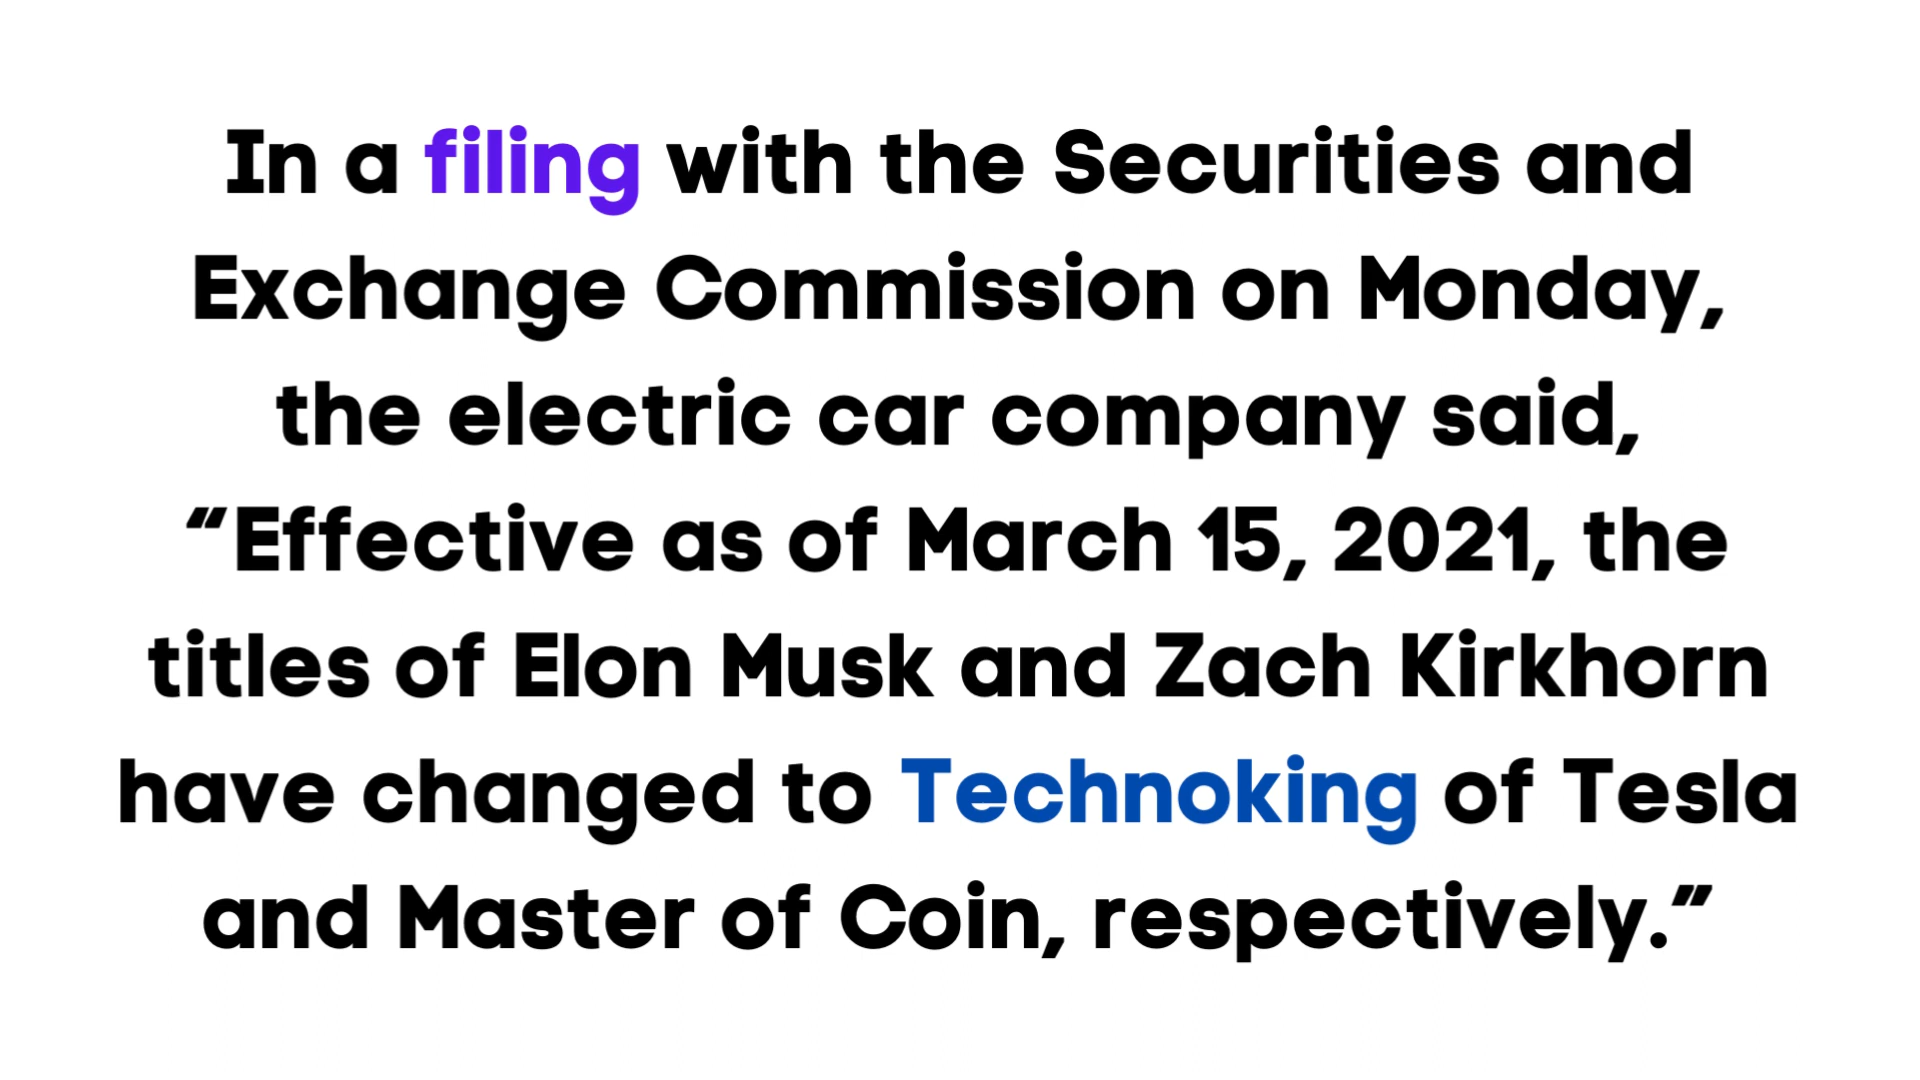 In a filing with the Securities and
Exchange Commission on Monday,
the electric car company said,
“Effective as of March 15, 2021, the
titles of Elon Musk and Zach Kirkhorn
have changed to Technoking of Tesla
and Master of Coin, respectively.”